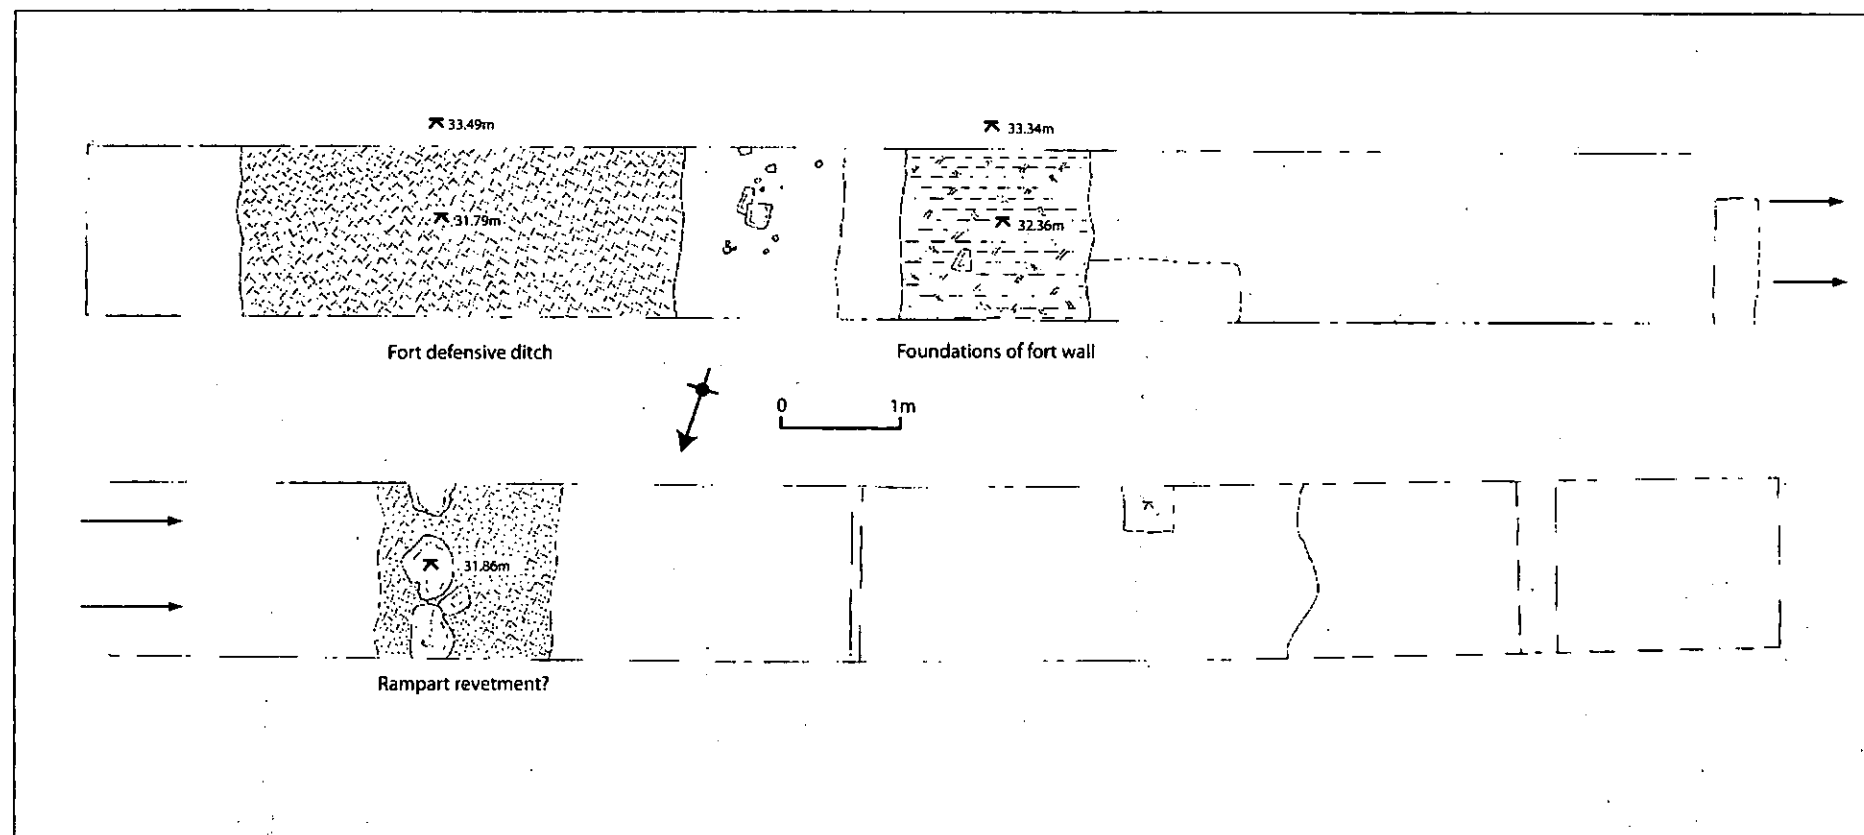 33.49m
33.34m
31.79m
32.36m
Fort defensive ditch
Foundations of fort wall
0 1m
31.86m
Rampart revetment?